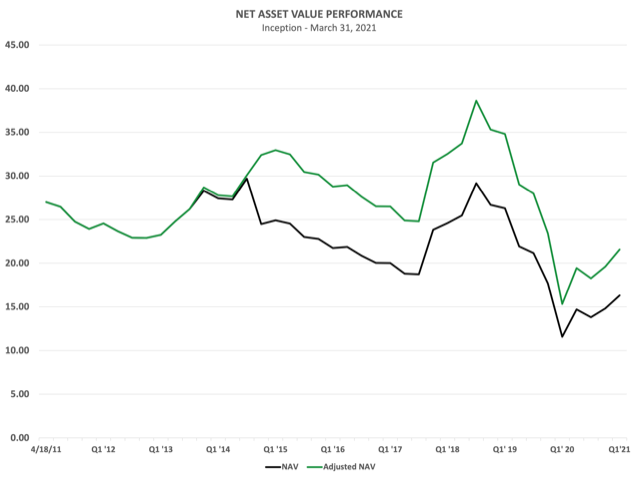 NET ASSET VALUE PERFORMANCE
Inception - March 31, 2021
45.00
40.00
35.00
30.00
25.00
20.00
15.00
10.00
5.00
0.00
4/18/11 Q1 '12 Q1 '13 Q1 '14 Q1 '15 Q1 '16 Q1 '17 Q1 '18 Q1' 19 Q1' 20 Q1'21
NAV Adjusted NAV